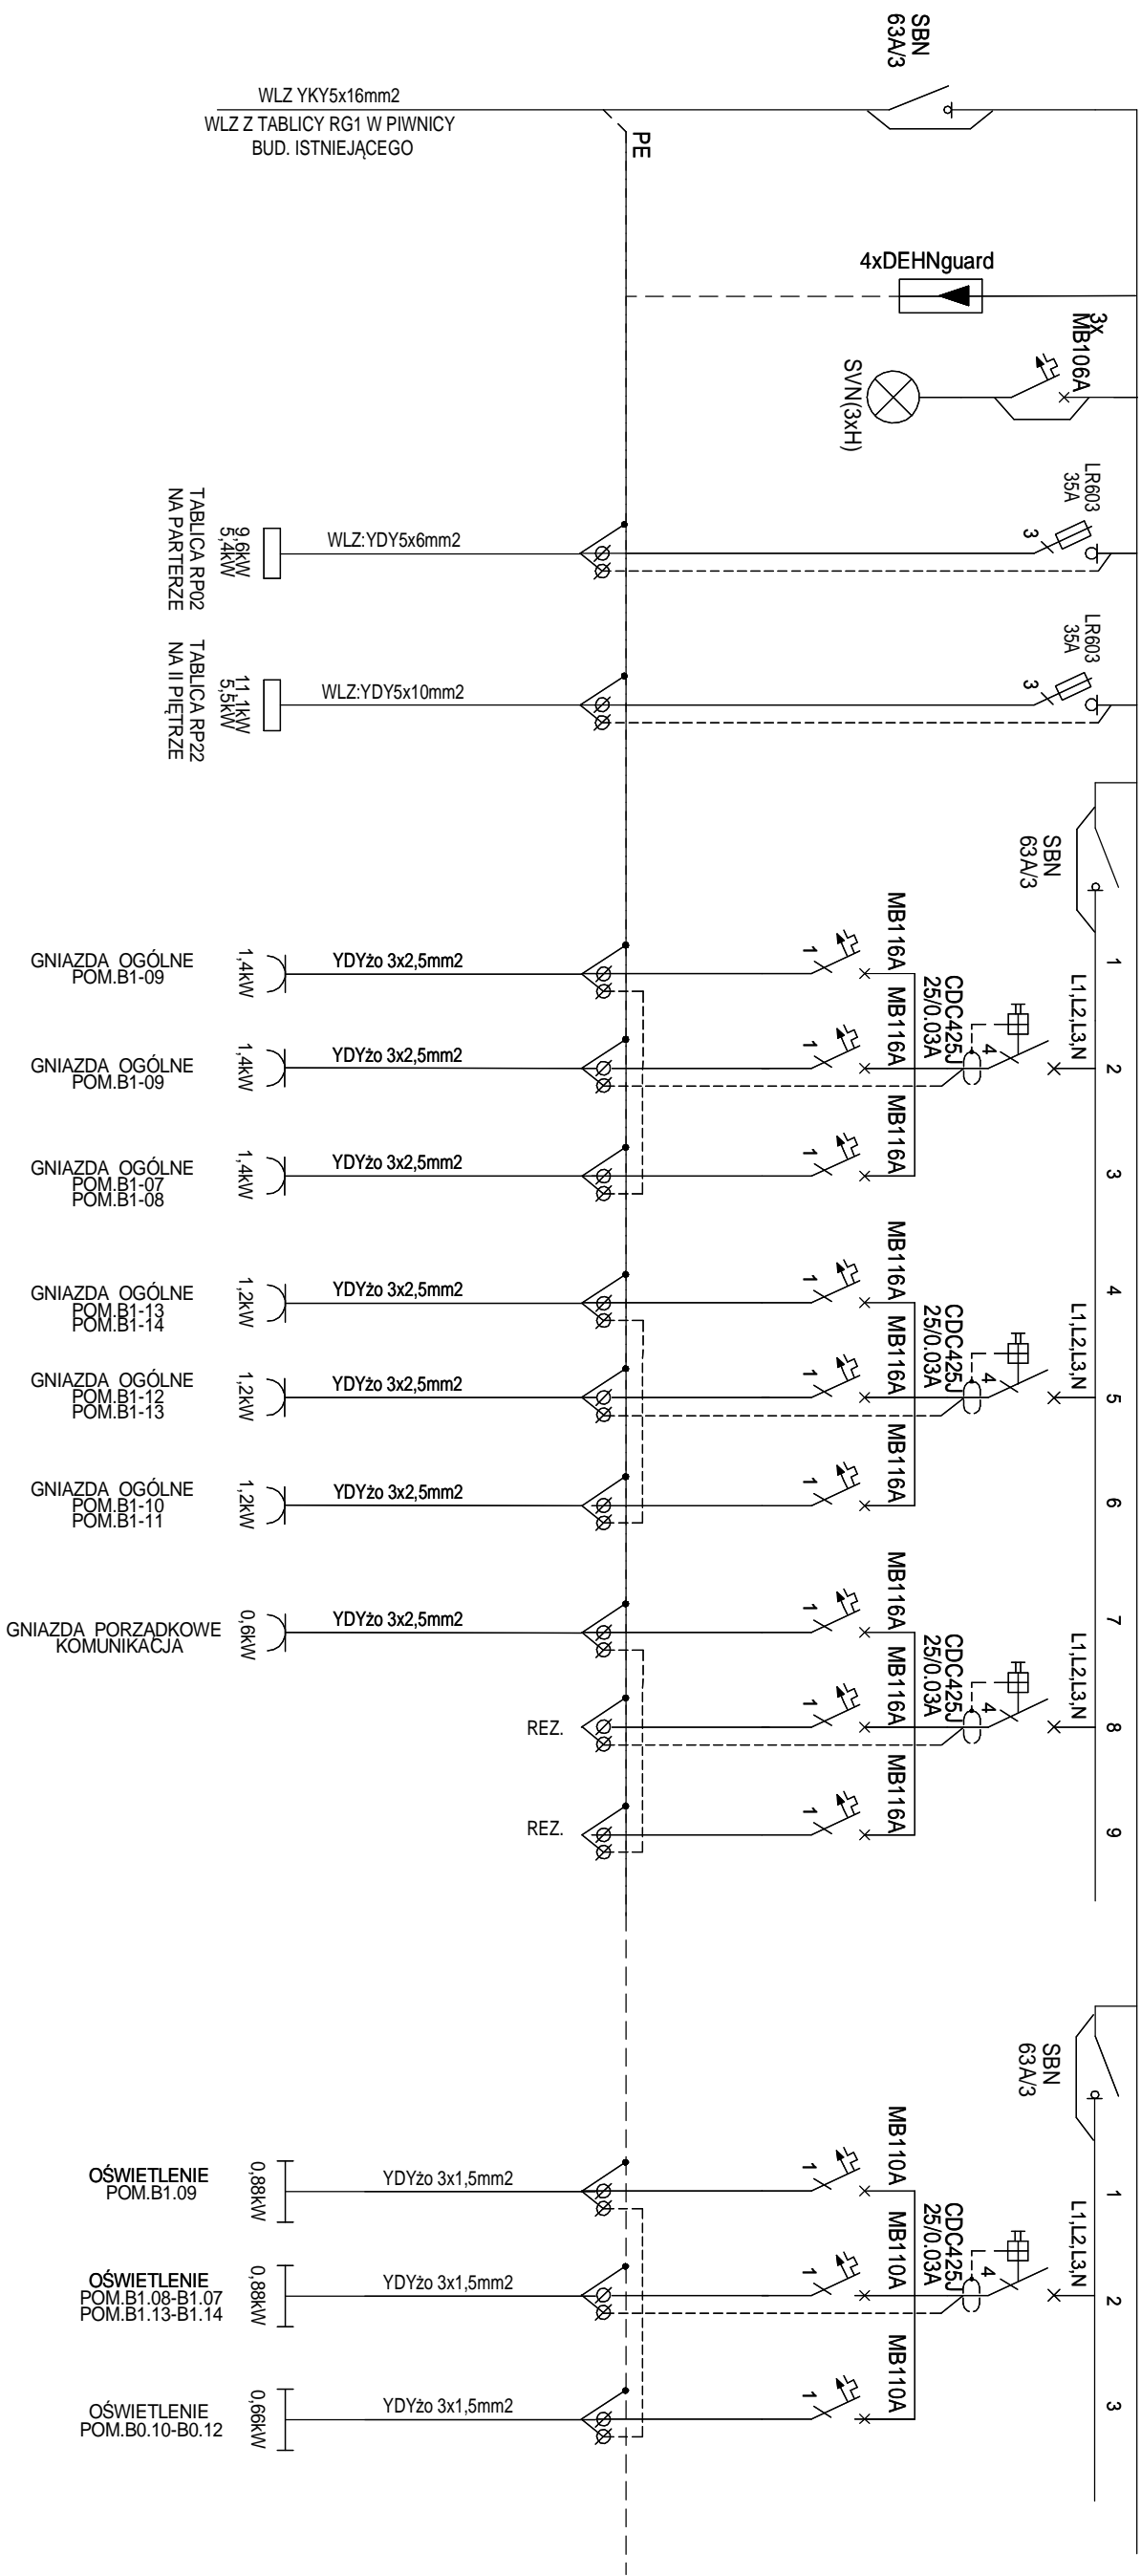 SBN
63A/3
WLZ YKY5x16mm2
WLZ Z TABLICY RG1 W PIWNICY
BUD. ISTNIEJĄCEGO
PE
4xDEHNguard
3x
MB106A
SVN(3xH)
LR603
35A
3
WLZ:YDY5x6mm2
9,6kW
5,4kW
TABLICA RP02
NA PARTERZE
LR603
35A
3
WLZ:YDY5x10mm2
11,1kW
5,5kW
TABLICA RP22
NA II PIĘTRZE
SBN
63A/3
1
L1,L2,L3,N
2
3
MB116A
CDC425J
25/0.03A
4
MB116A
MB116A
1
1
1
GNIAZDA OGÓLNE
POM.B1-09
1,4kW
YDYżo 3x2,5mm2
GNIAZDA OGÓLNE
POM.B1-09
1,4kW
YDYżo 3x2,5mm2
GNIAZDA OGÓLNE
POM.B1-07
POM.B1-08
1,4kW
YDYżo 3x2,5mm2
4
L1,L2,L3,N
5
6
MB116A
CDC425J
25/0.03A
4
MB116A
MB116A
1
1
1
GNIAZDA OGÓLNE
POM.B1-13
POM.B1-14
1,2kW
YDYżo 3x2,5mm2
GNIAZDA OGÓLNE
POM.B1-12
POM.B1-13
1,2kW
YDYżo 3x2,5mm2
GNIAZDA OGÓLNE
POM.B1-10
POM.B1-11
1,2kW
YDYżo 3x2,5mm2
7
L1,L2,L3,N
8
9
MB116A
CDC425J
25/0.03A
4
MB116A
MB116A
1
1
1
GNIAZDA PORZĄDKOWE
KOMUNIKACJA
0,6kW
YDYżo 3x2,5mm2
REZ.
REZ.
SBN
63A/3
1
L1,L2,L3,N
2
3
MB110A
CDC425J
25/0.03A
4
MB110A
MB110A
1
1
1
OŚWIETLENIE
POM.B1.09
0,88kW
YDYżo 3x1,5mm2
OŚWIETLENIE
POM.B1.08-B1.07
POM.B1.13-B1.14
0,88kW
YDYżo 3x1,5mm2
OŚWIETLENIE
POM.B0.10-B0.12
0,66kW
YDYżo 3x1,5mm2